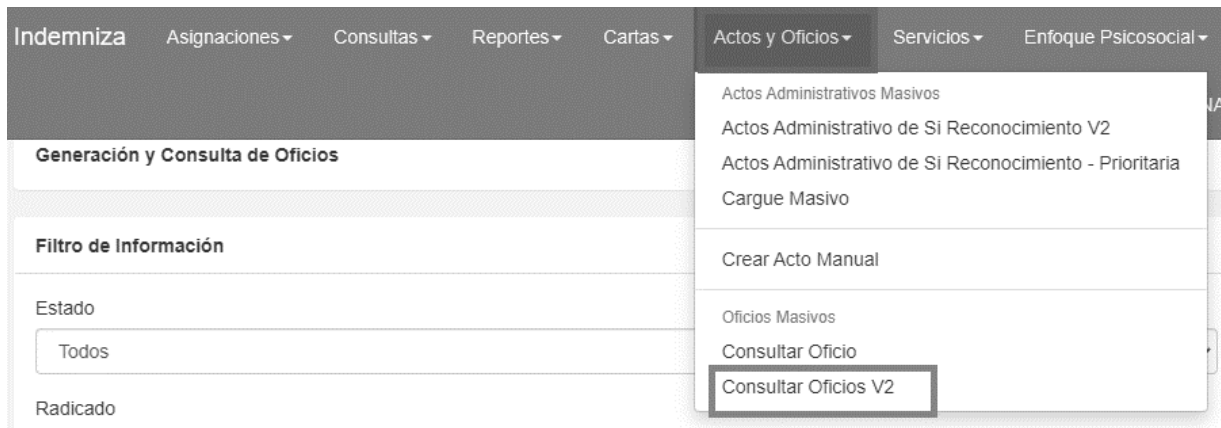 Indemniza Asignaciones Consultas Reportes Cartas Actos y Oficios Servicios Enfoque Psicosocial
Generación y Consulta de Oficios
Filtro de Información
Estado
Todos
Radicado
Actos Administrativos Masivos
Actos Administrativo de Si Reconocimiento V2
Actos Administrativo de Si Reconocimiento - Prioritaria
Cargue Masivo
Crear Acto Manual
Oficios Masivos
Consultar Oficio
Consultar Oficios V2